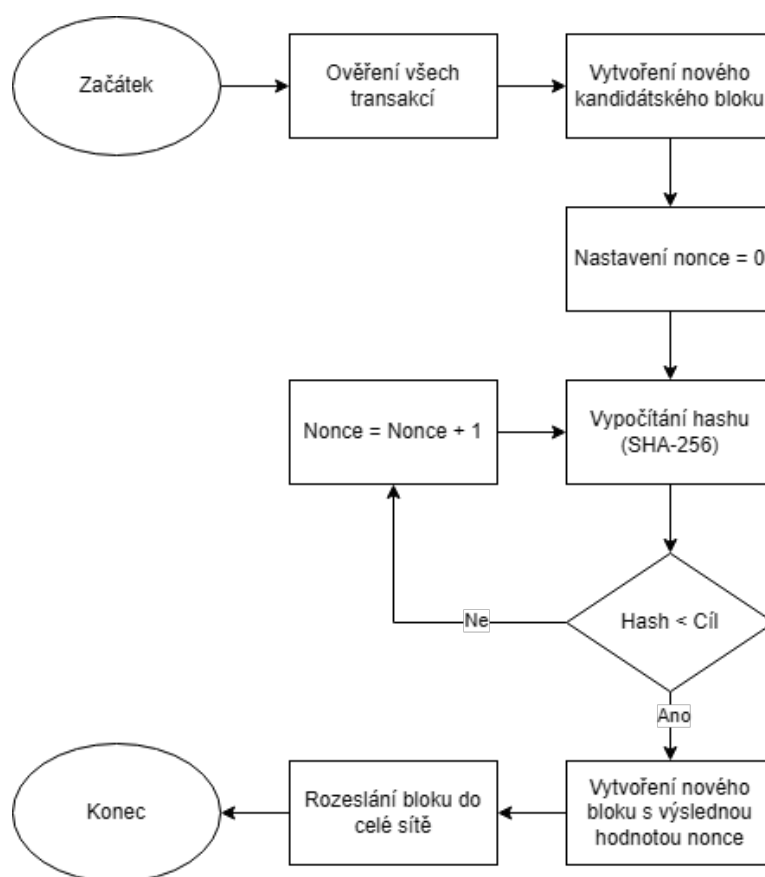 Začátek
Ověření všech
transakcí
Vytvoření nového
kandidátského bloku
Nastavení nonce = 0
Nonce = Nonce + 1
Vypočítání hashu
(SHA-256)
Hash < Cíl
Ne
Ano
Vytvoření nového
bloku s výslednou
hodnotou nonce
Rozeslání bloku do
celé sítě
Konec